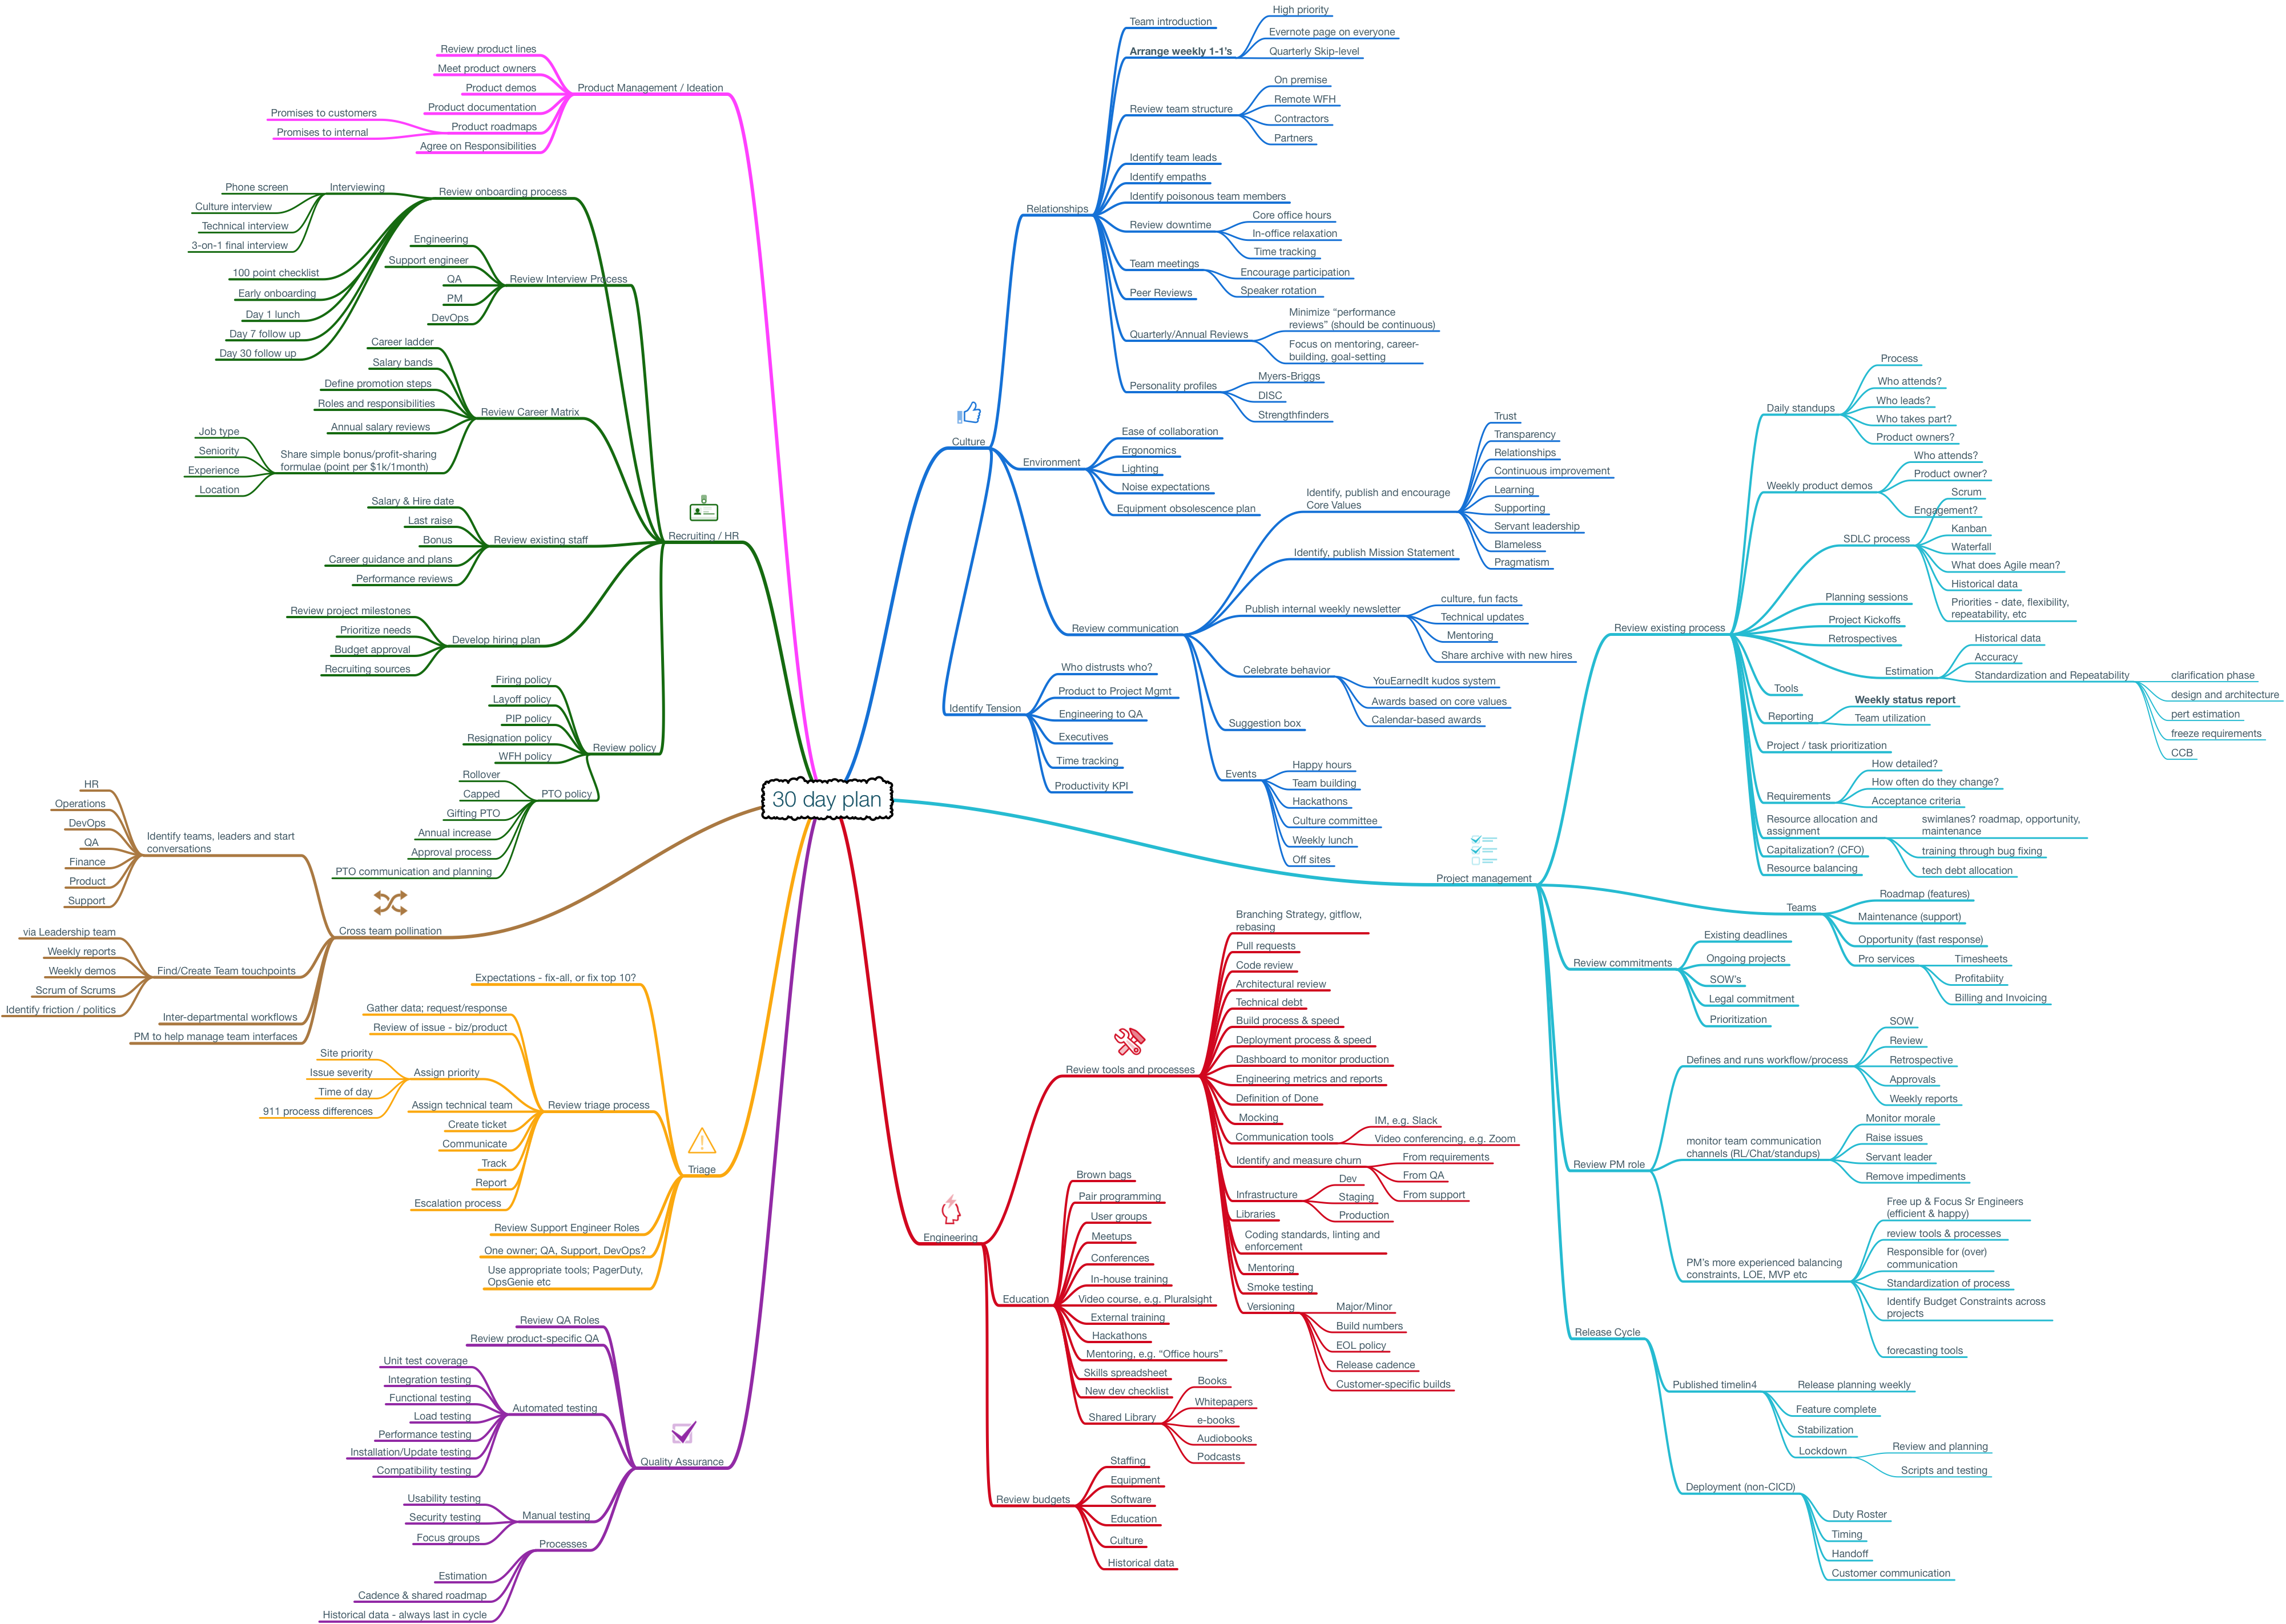 30 day plan
Product Management / Ideation
Review product lines
Meet product owners
Product demos
Product documentation
Product roadmaps
Promises to customers
Promises to internal
Agree on Responsibilities
Recruiting / HR
Review onboarding process
Interviewing
Phone screen
Culture interview
Technical interview
3-on-1 final interview
100 point checklist
Early onboarding
Day 1 lunch
Day 7 follow up
Day 30 follow up
Review Interview Process
Engineering
Support engineer
QA
PM
DevOps
Review Career Matrix
Career ladder
Salary bands
Define promotion steps
Roles and responsibilities
Annual salary reviews
Share simple bonus/profit-sharing
formulae (point per $1k/1month)
Job type
Seniority
Experience
Location
Review existing staff
Salary & Hire date
Last raise
Bonus
Career guidance and plans
Performance reviews
Develop hiring plan
Review project milestones
Prioritize needs
Budget approval
Recruiting sources
Review policy
Firing policy
Layoff policy
PIP policy
Resignation policy
WFH policy
PTO policy
Rollover
Capped
Gifting PTO
Annual increase
Approval process
PTO communication and planning
Cross team pollination
Identify teams, leaders and start
conversations
HR
Operations
DevOps
QA
Finance
Product
Support
Find/Create Team touchpoints
via Leadership team
Weekly reports
Weekly demos
Scrum of Scrums
Identify friction / politics
Inter-departmental workflows
PM to help manage team interfaces
Triage
Expectations - fix-all, or fix top 10?
Review triage process
Gather data; request/response
Review of issue - biz/product
Assign priority
Site priority
Issue severity
Time of day
911 process differences
Assign technical team
Create ticket
Communicate
Track
Report
Escalation process
Review Support Engineer Roles
One owner; QA, Support, DevOps?
Use appropriate tools; PagerDuty,
OpsGenie etc
Quality Assurance
Review QA Roles
Review product-specific QA
Automated testing
Unit test coverage
Integration testing
Functional testing
Load testing
Performance testing
Installation/Update testing
Compatibility testing
Manual testing
Usability testing
Security testing
Focus groups
Processes
Estimation
Cadence & shared roadmap
Historical data - always last in cycle
Culture
Relationships
Team introduction
Arrange weekly 1-1's
High priority
Evernote page on everyone
Quarterly Skip-level
Review team structure
On premise
Remote WFH
Contractors
Partners
Identify team leads
Identify empaths
Identify poisonous team members
Review downtime
Core office hours
In-office relaxation
Time tracking
Team meetings
Encourage participation
Speaker rotation
Peer Reviews
Quarterly/Annual Reviews
Minimize “performance
reviews” (should be continuous)
Focus on mentoring, career-
building, goal-setting
Personality profiles
Myers-Briggs
DISC
Strengthfinders
Environment
Ease of collaboration
Ergonomics
Lighting
Noise expectations
Equipment obsolescence plan
Review communication
Identify, publish and encourage
Core Values
Trust
Transparency
Relationships
Continuous improvement
Learning
Supporting
Servant leadership
Blameless
Pragmatism
Identify, publish Mission Statement
Publish internal weekly newsletter
culture, fun facts
Technical updates
Mentoring
Share archive with new hires
Celebrate behavior
YouEarnedIt kudos system
Awards based on core values
Calendar-based awards
Suggestion box
Events
Happy hours
Team building
Hackathons
Culture committee
Weekly lunch
Off sites
Identify Tension
Who distrusts who?
Product to Project Mgmt
Engineering to QA
Executives
Time tracking
Productivity KPI
Project management
Review existing process
Daily standups
Process
Who attends?
Who leads?
Who takes part?
Product owners?
Weekly product demos
Who attends?
Product owner?
Engagement?
SDLC process
Scrum
Kanban
Waterfall
What does Agile mean?
Historical data
Priorities - date, flexibility,
repeatability, etc
Planning sessions
Project Kickoffs
Retrospectives
Estimation
Historical data
Accuracy
Standardization and Repeatability
clarification phase
design and architecture
pert estimation
freeze requirements
CCB
Tools
Reporting
Weekly status report
Team utilization
Project / task prioritization
Requirements
How detailed?
How often do they change?
Acceptance criteria
Resource allocation and
assignment
swimlanes? roadmap, opportunity,
maintenance
training through bug fixing
tech debt allocation
Capitalization? (CFO)
Resource balancing
Teams
Roadmap (features)
Maintenance (support)
Opportunity (fast response)
Pro services
Timesheets
Profitabiity
Billing and Invoicing
Review commitments
Existing deadlines
Ongoing projects
SOW's
Legal commitment
Prioritization
Review PM role
Defines and runs workflow/process
SOW
Review
Retrospective
Approvals
Weekly reports
monitor team communication
channels (RL/Chat/standups)
Monitor morale
Raise issues
Servant leader
Remove impediments
PM's more experienced balancing
constraints, LOE, MVP etc
Free up & Focus Sr Engineers
(efficient & happy)
review tools & processes
Responsible for (over)
communication
Standardization of process
Identify Budget Constraints across
projects
forecasting tools
Release Cycle
Published timelin4
Release planning weekly
Feature complete
Stabilization
Lockdown
Review and planning
Scripts and testing
Deployment (non-CICD)
Duty Roster
Timing
Handoff
Customer communication
Engineering
Review tools and processes
Branching Strategy, gitflow,
rebasing
Pull requests
Code review
Architectural review
Technical debt
Build process & speed
Deployment process & speed
Dashboard to monitor production
Engineering metrics and reports
Definition of Done
Mocking
Communication tools
IM, e.g. Slack
Video conferencing, e.g. Zoom
Identify and measure churn
From requirements
From QA
From support
Infrastructure
Dev
Staging
Production
Libraries
Coding standards, linting and
enforcement
Mentoring
Smoke testing
Versioning
Major/Minor
Build numbers
EOL policy
Release cadence
Customer-specific builds
Education
Brown bags
Pair programming
User groups
Meetups
Conferences
In-house training
Video course, e.g. Pluralsight
External training
Hackathons
Mentoring, e.g. “Office hours”
Skills spreadsheet
New dev checklist
Shared Library
Books
Whitepapers
e-books
Audiobooks
Podcasts
Review budgets
Staffing
Equipment
Software
Education
Culture
Historical data